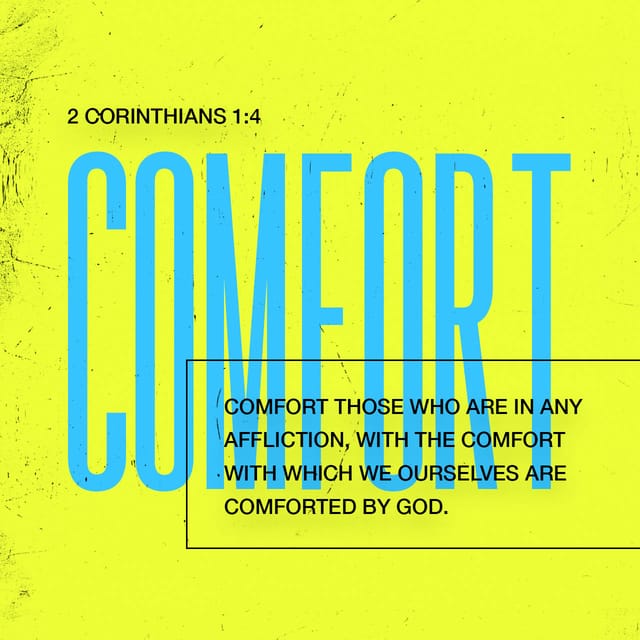 2 CORINTHIANS 1:4
COMFORT
COMFORT THOSE WHO ARE IN ANY
AFFLICTION, WITH THE COMFORT
WITH WHICH WE OURSELVES ARE
COMFORTED BY GOD.